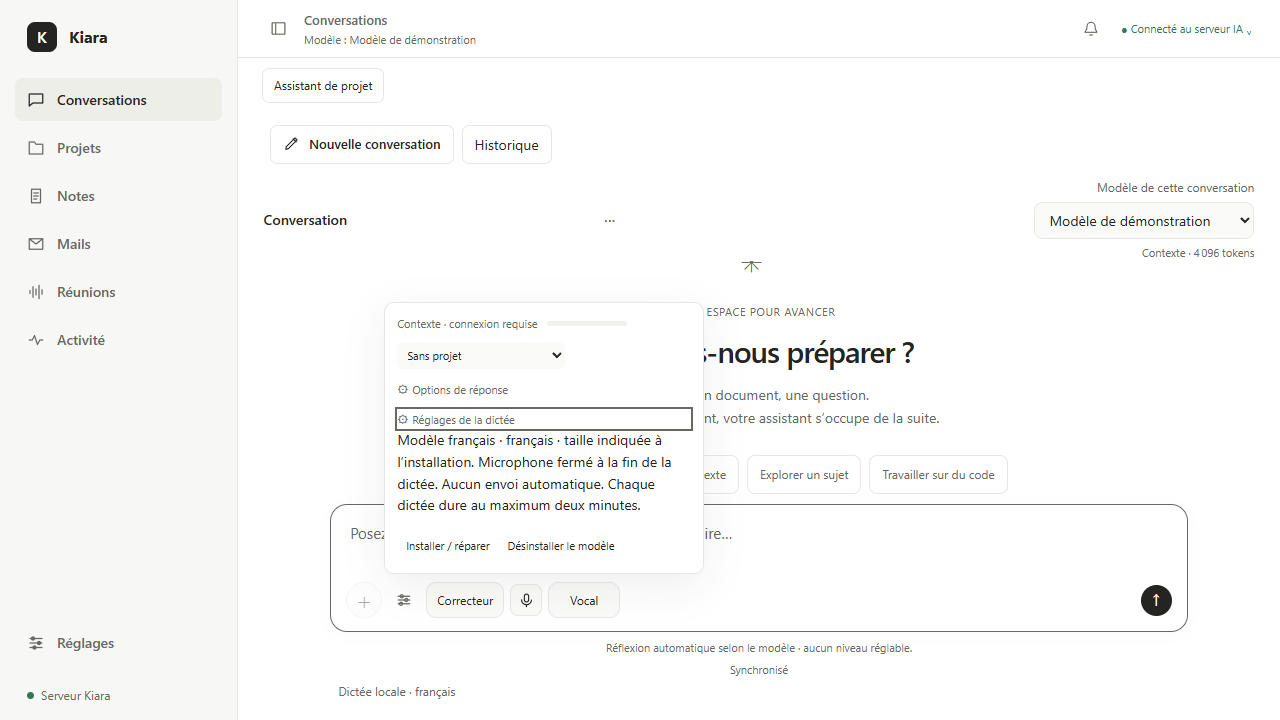 K
Kiara
Conversations
Projets
Notes
Mails
Réunions
Activité
Réglages
Serveur Kiara
Conversations
Modèle : Modèle de démonstration
Connecté au serveur IA
Assistant de projet
Nouvelle conversation
Historique
Modèle de cette conversation
Conversation
...
Modèle de démonstration
Contexte · 4 096 tokens
ESPACE POUR AVANCER
s-nous préparer ?
n document, une question.
nt, votre assistant s’occupe de la suite.
exte
Explorer un sujet
Travailler sur du code
Contexte · connexion requise
Sans projet
Options de réponse
Réglages de la dictée
Modèle français · français · taille indiquée à
l’installation. Microphone fermé à la fin de la
dictée. Aucun envoi automatique. Chaque
dictée dure au maximum deux minutes.
Installer / réparer
Désinstaller le modèle
Posez
ire…
Correcteur
Vocal
Réflexion automatique selon le modèle · aucun niveau réglable.
Synchronisé
Dictée locale · français